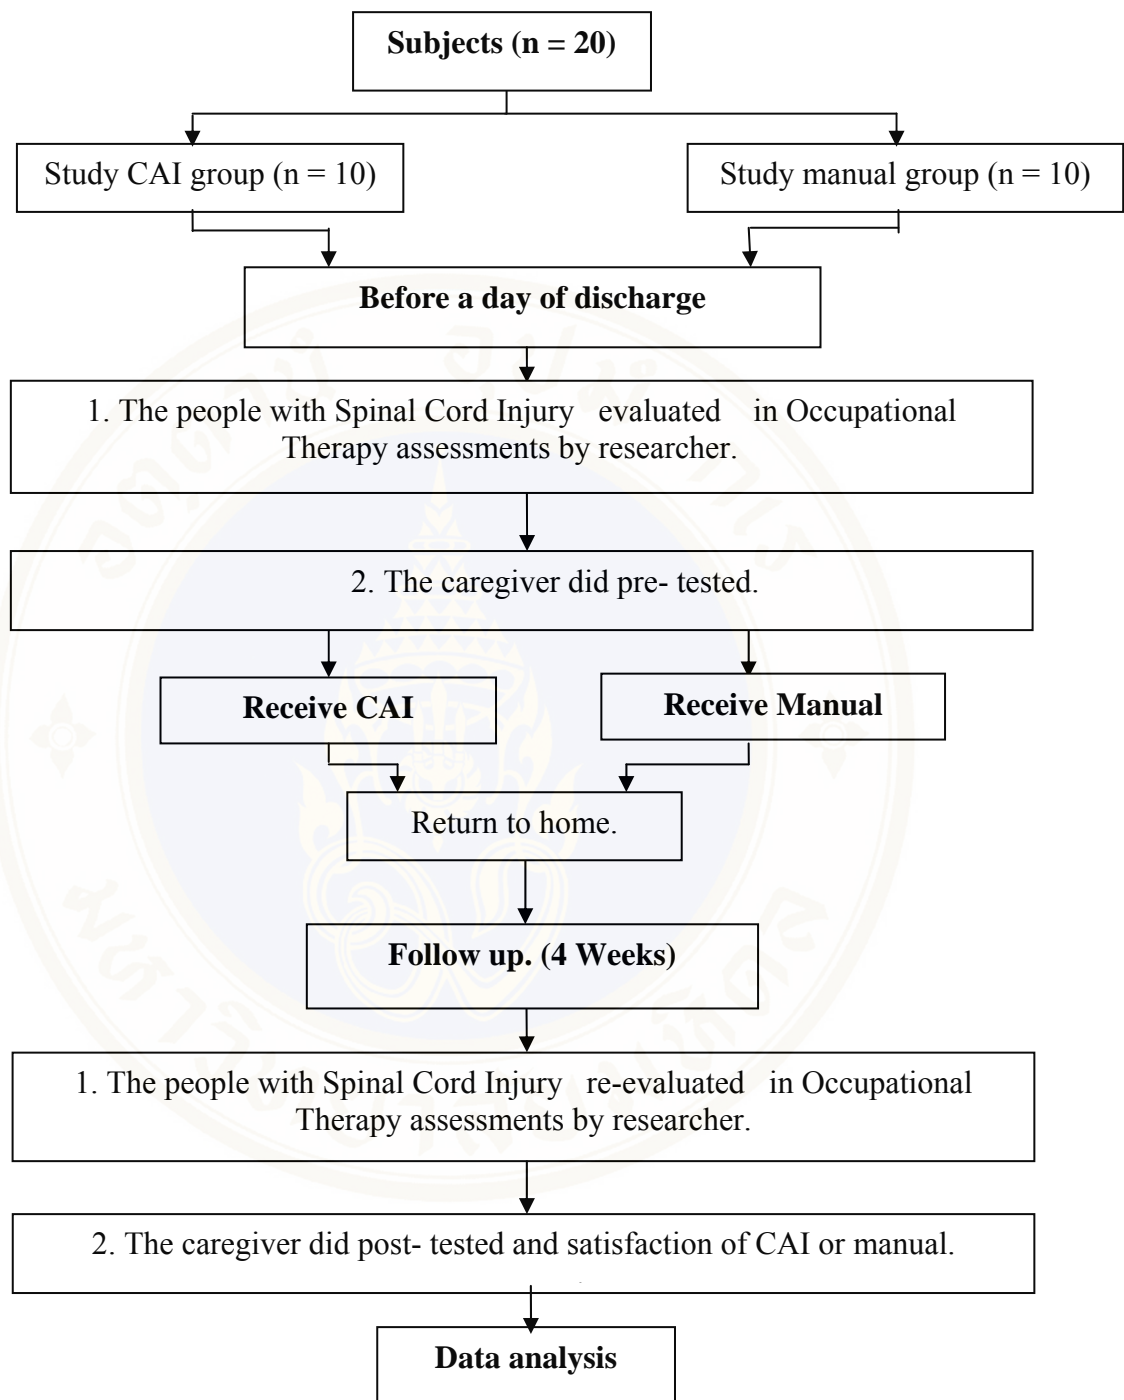 Subjects (n = 20)
Study CAI group (n = 10)
Study manual group (n = 10)
Before a day of discharge
1. The people with Spinal Cord Injury evaluated in Occupational
Therapy assessments by researcher.
2. The caregiver did pre- tested.
Receive CAI
Receive Manual
Return to home.
Follow up. (4 Weeks)
1. The people with Spinal Cord Injury re-evaluated in Occupational
Therapy assessments by researcher.
2. The caregiver did post- tested and satisfaction of CAI or manual.
Data analysis